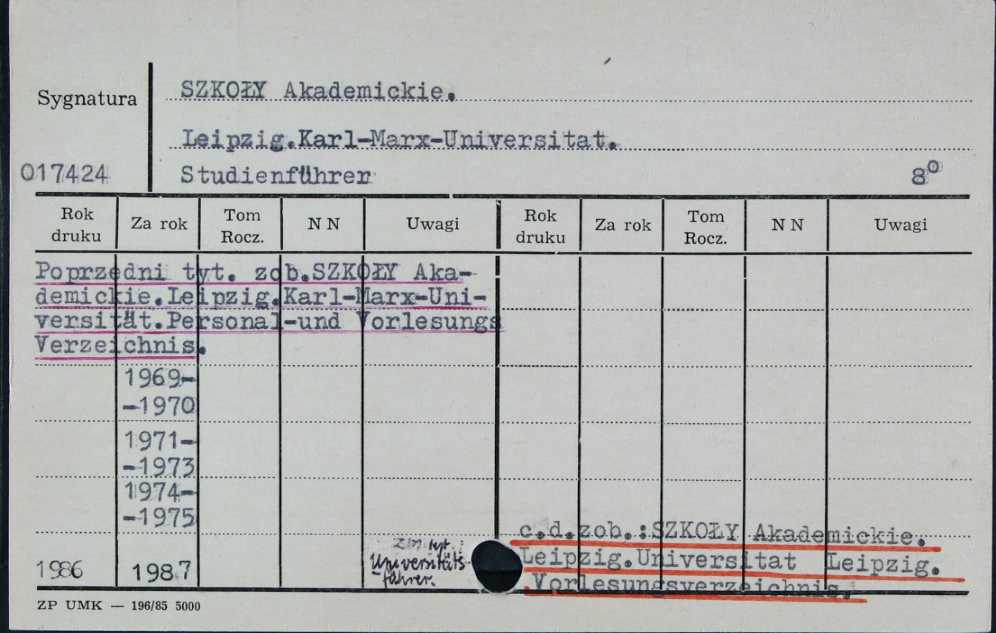 SZKOŁY Akademickie.
Sygnatura
Leipzig.Karl-Marx-Universitat.
017424 Studienführer 8⁰
Rok druku Za rok Tom Rocz. N N Uwagi Rok druku Za rok Tom Rocz. N N Uwagi
Poprzedni tyt. zob.SZKOŁY Aka-
demickie.Leipzig.Karl-Marx-Uni-
versität.Personal-und Vorlesungs
Verzeichnis.
1969-
-1970
1971-
-1973
1974-
-1975
1986 1987
zm. tyt.
Universitäts
führer.
c.d.zob.:SZKOŁY Akademickie.
Leipzig.Universitat Leipzig.
Vorlesungsverzeichnis.
ZP UMK — 196/85 5000